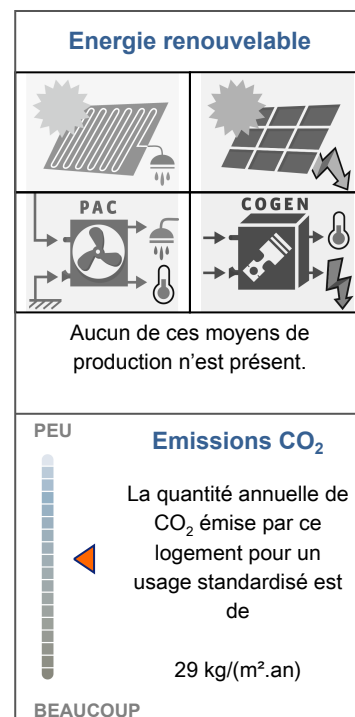 Energie renouvelable
PAC
COGEN
Aucun de ces moyens de
production n'est présent.
PEU
Emissions CO₂
La quantité annuelle de
CO₂ émise par ce
logement pour un
usage standardisé est
de
29 kg/(m².an)
BEAUCOUP